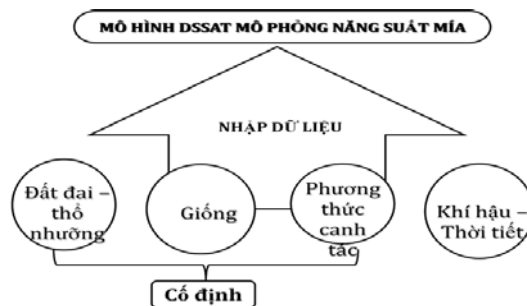 MÔ HÌNH DSSAT MÔ PHỎNG NĂNG SUẤT MÍA
NHẬP DỮ LIỆU
Đất đai –
thổ
nhưỡng
Giống
Phương
thức
canh
tác
Khí hậu –
Thời tiết
Cố định